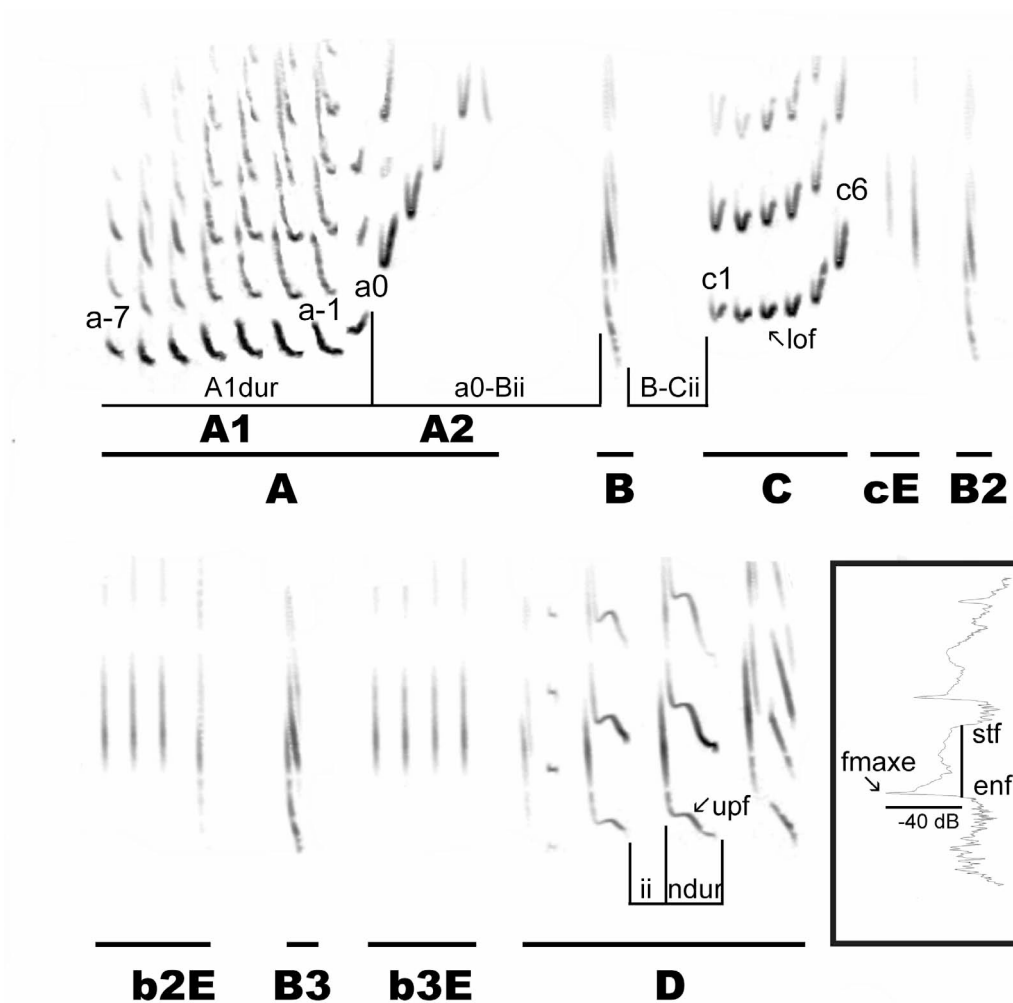 c6
c1
a0
a-1
a-7
lof
A1dur
a0-Bii
B-Cii
A1
A2
A
B
C
cE
B2
stf
fmaxe
enf
-40 dB
upf
ii
ndur
b2E
B3
b3E
D